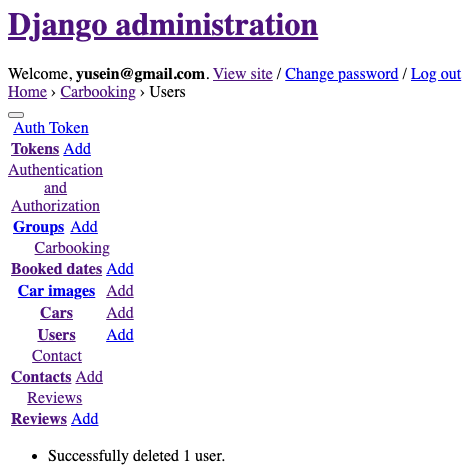 Django administration
Welcome, yusein@gmail.com. View site / Change password / Log out
Home › Carbooking › Users
Auth Token
Tokens Add
Authentication
and
Authorization
Groups Add
Carbooking
Booked dates Add
Car images Add
Cars Add
Users Add
Contact
Contacts Add
Reviews
Reviews Add
• Successfully deleted 1 user.